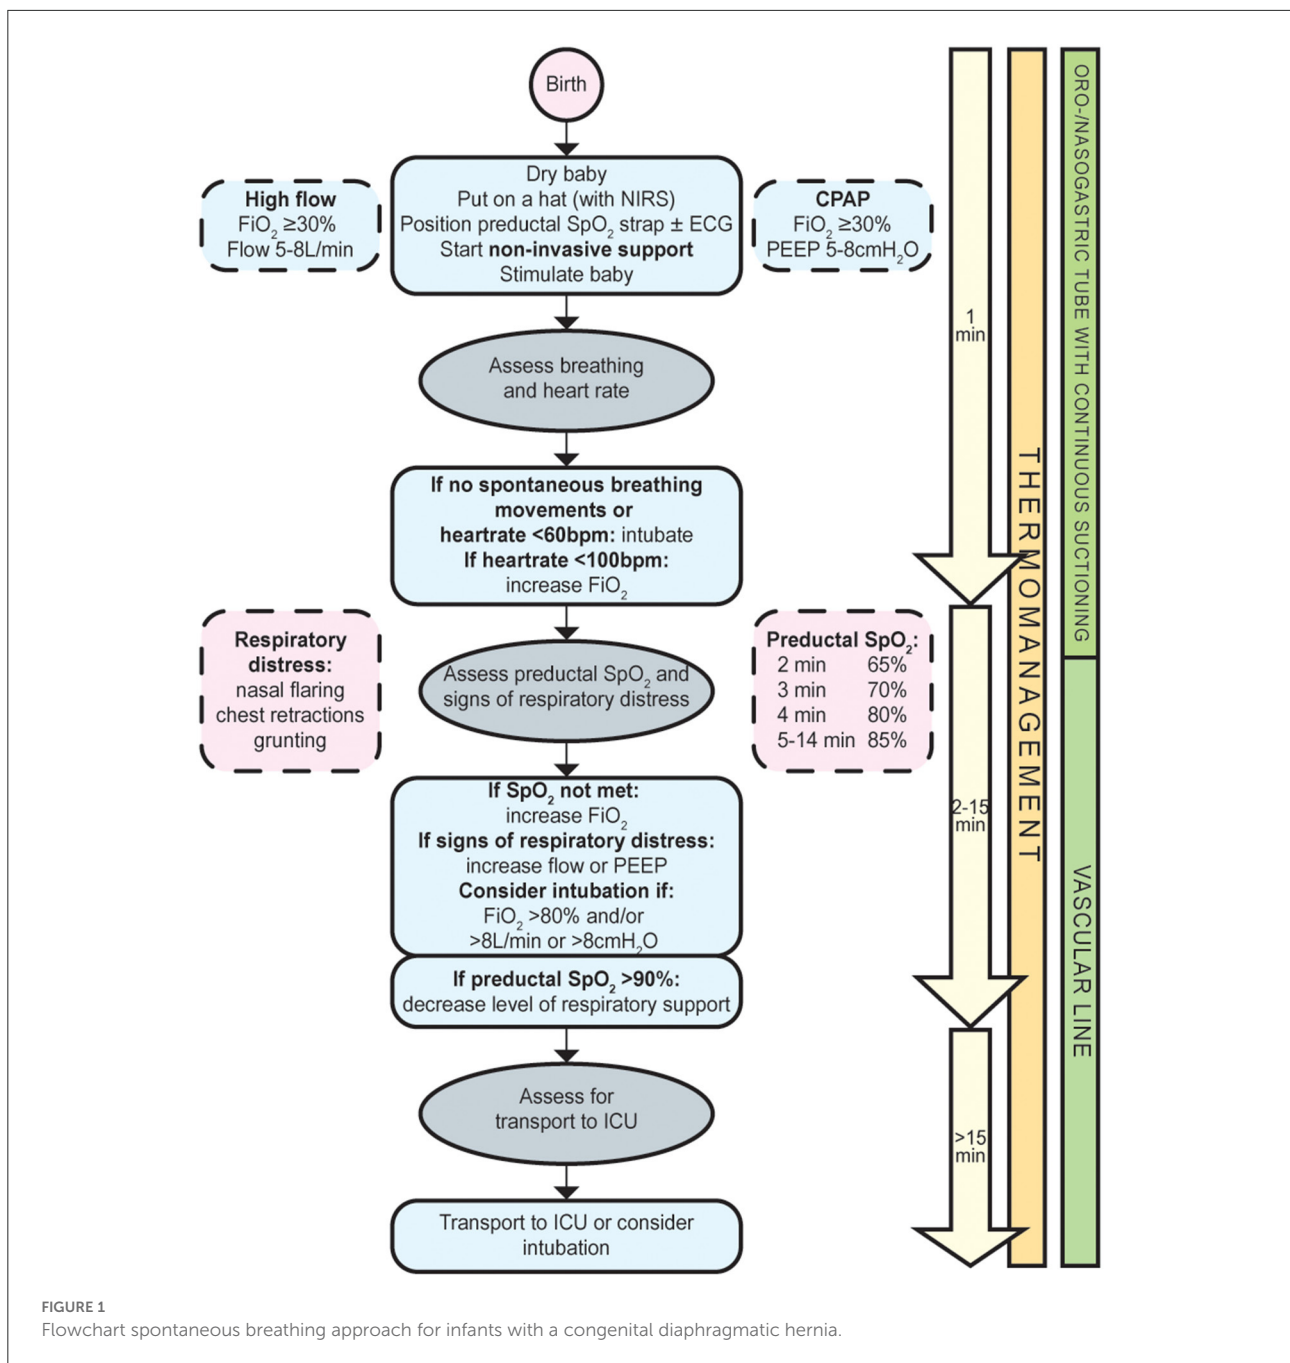 Birth
Dry baby
Put on a hat (with NIRS)
Position preductal SpO₂ strap ± ECG
Start non-invasive support
Stimulate baby
High flow
FiO₂ ≥30%
Flow 5-8L/min
CPAP
FiO₂ ≥30%
PEEP 5-8cmH₂O
Assess breathing
and heart rate
If no spontaneous breathing
movements or
heartrate <60bpm: intubate
If heartrate <100bpm:
increase FiO₂
Respiratory
distress:
nasal flaring
chest retractions
grunting
Assess preductal SpO₂ and
signs of respiratory distress
Preductal SpO₂:
2 min 65%
3 min 70%
4 min 80%
5-14 min 85%
If SpO₂ not met:
increase FiO₂
If signs of respiratory distress:
increase flow or PEEP
Consider intubation if:
FiO₂ >80% and/or
>8L/min or >8cmH₂O
If preductal SpO₂ >90%:
decrease level of respiratory support
Assess for
transport to ICU
Transport to ICU or consider
intubation
1
min
2-15
min
>15
min
THERMOMANAGEMENT
ORO-/NASOGASTRIC TUBE WITH CONTINUOUS SUCTIONING
VASCULAR LINE
FIGURE 1
Flowchart spontaneous breathing approach for infants with a congenital diaphragmatic hernia.